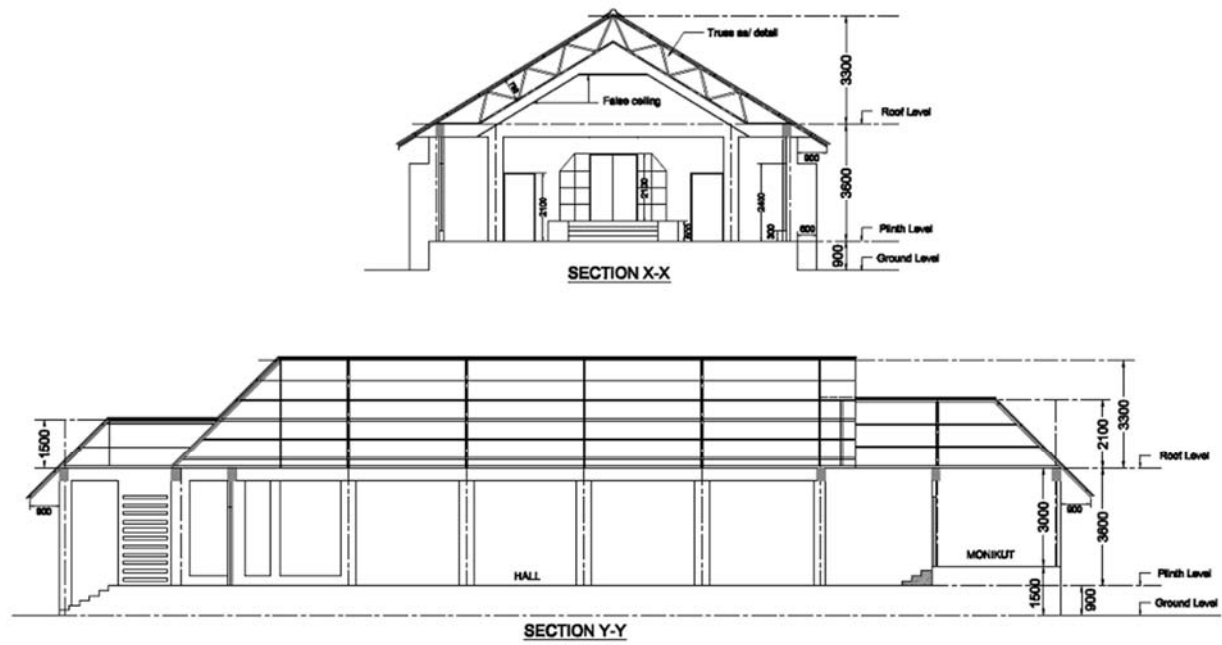 Truss as/ detail
3300
False ceiling
Roof Level
900
3600
2100
2100
2400
600
300
600
Plinth Level
900
Ground Level
SECTION X-X
1500
3300
2100
Roof Level
900
900
3000
3600
MONIKUT
HALL
Plinth Level
1500
900
Ground Level
SECTION Y-Y